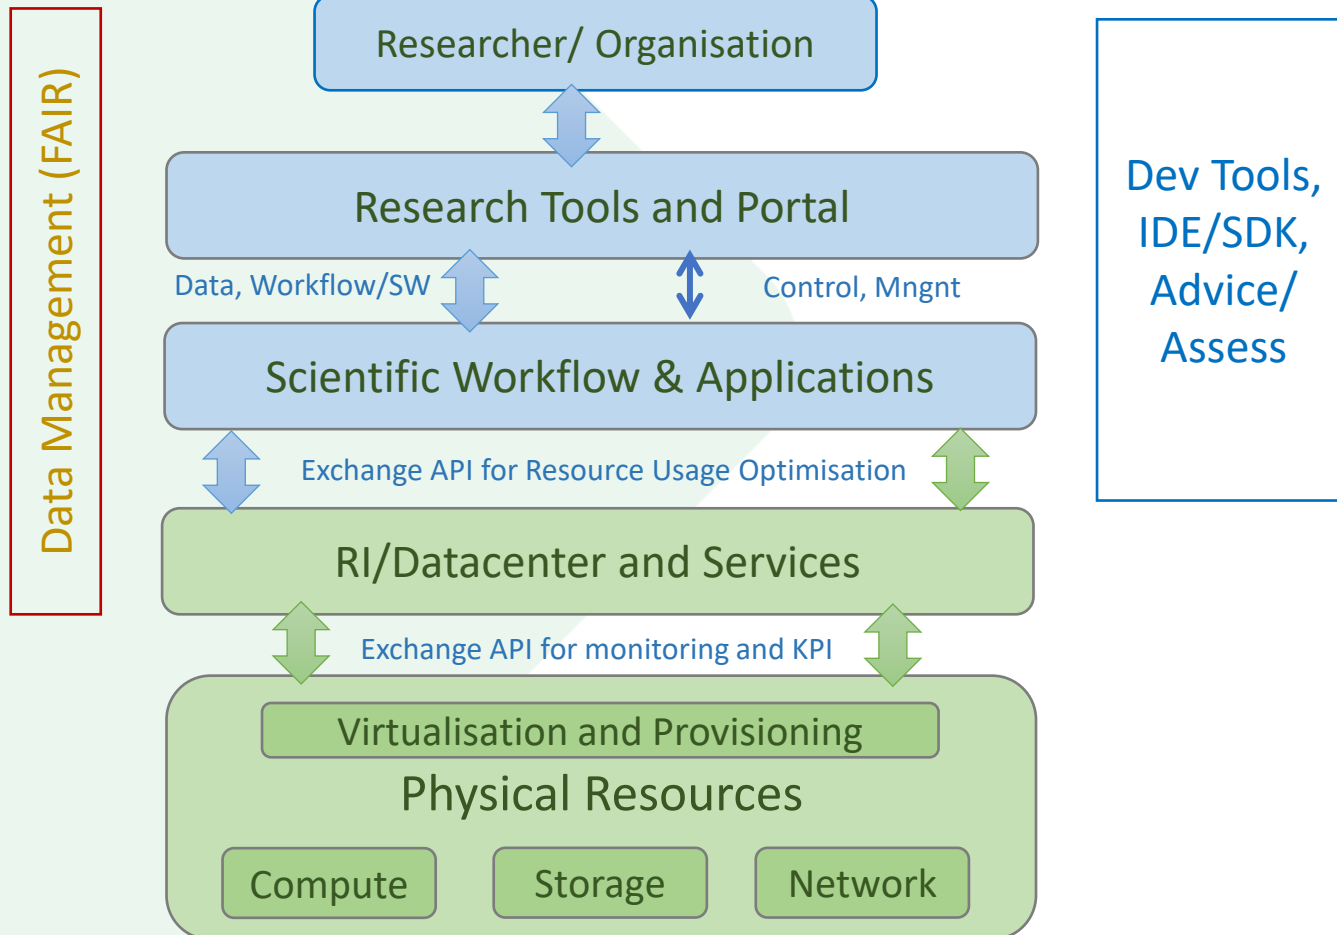 Data Management (FAIR)
Researcher/ Organisation
Research Tools and Portal
Data, Workflow/SW
Control, Mngnt
Scientific Workflow & Applications
Exchange API for Resource Usage Optimisation
RI/Datacenter and Services
Exchange API for monitoring and KPI
Virtualisation and Provisioning
Physical Resources
Compute
Storage
Network
Dev Tools,
IDE/SDK,
Advice/
Assess